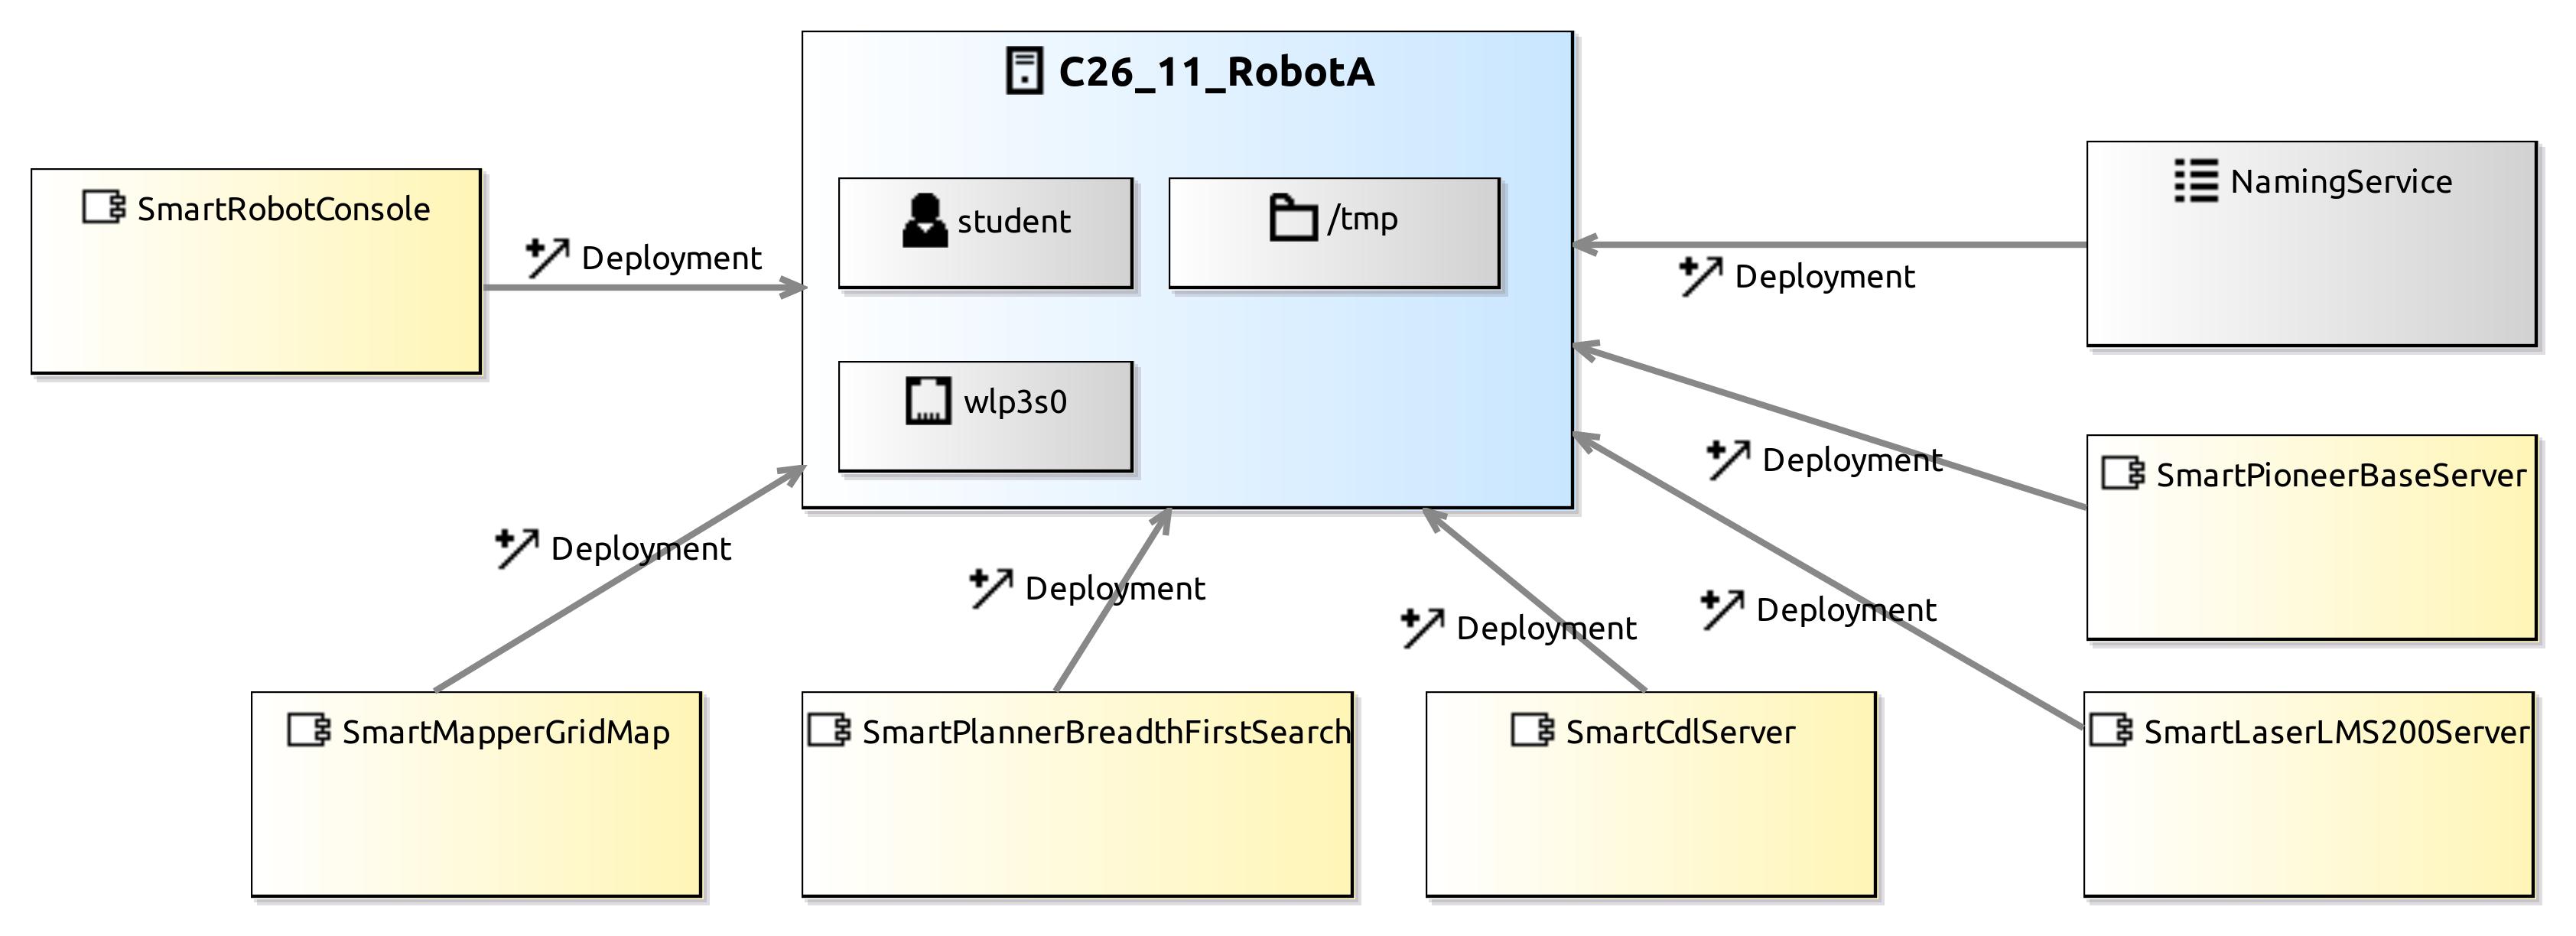 C26_11_RobotA
student
/tmp
wlp3s0
SmartRobotConsole
Deployment
NamingService
Deployment
SmartPioneerBaseServer
Deployment
Deployment
Deployment
Deployment
Deployment
SmartMapperGridMap
SmartPlannerBreadthFirstSearch
SmartCdlServer
SmartLaserLMS200Server